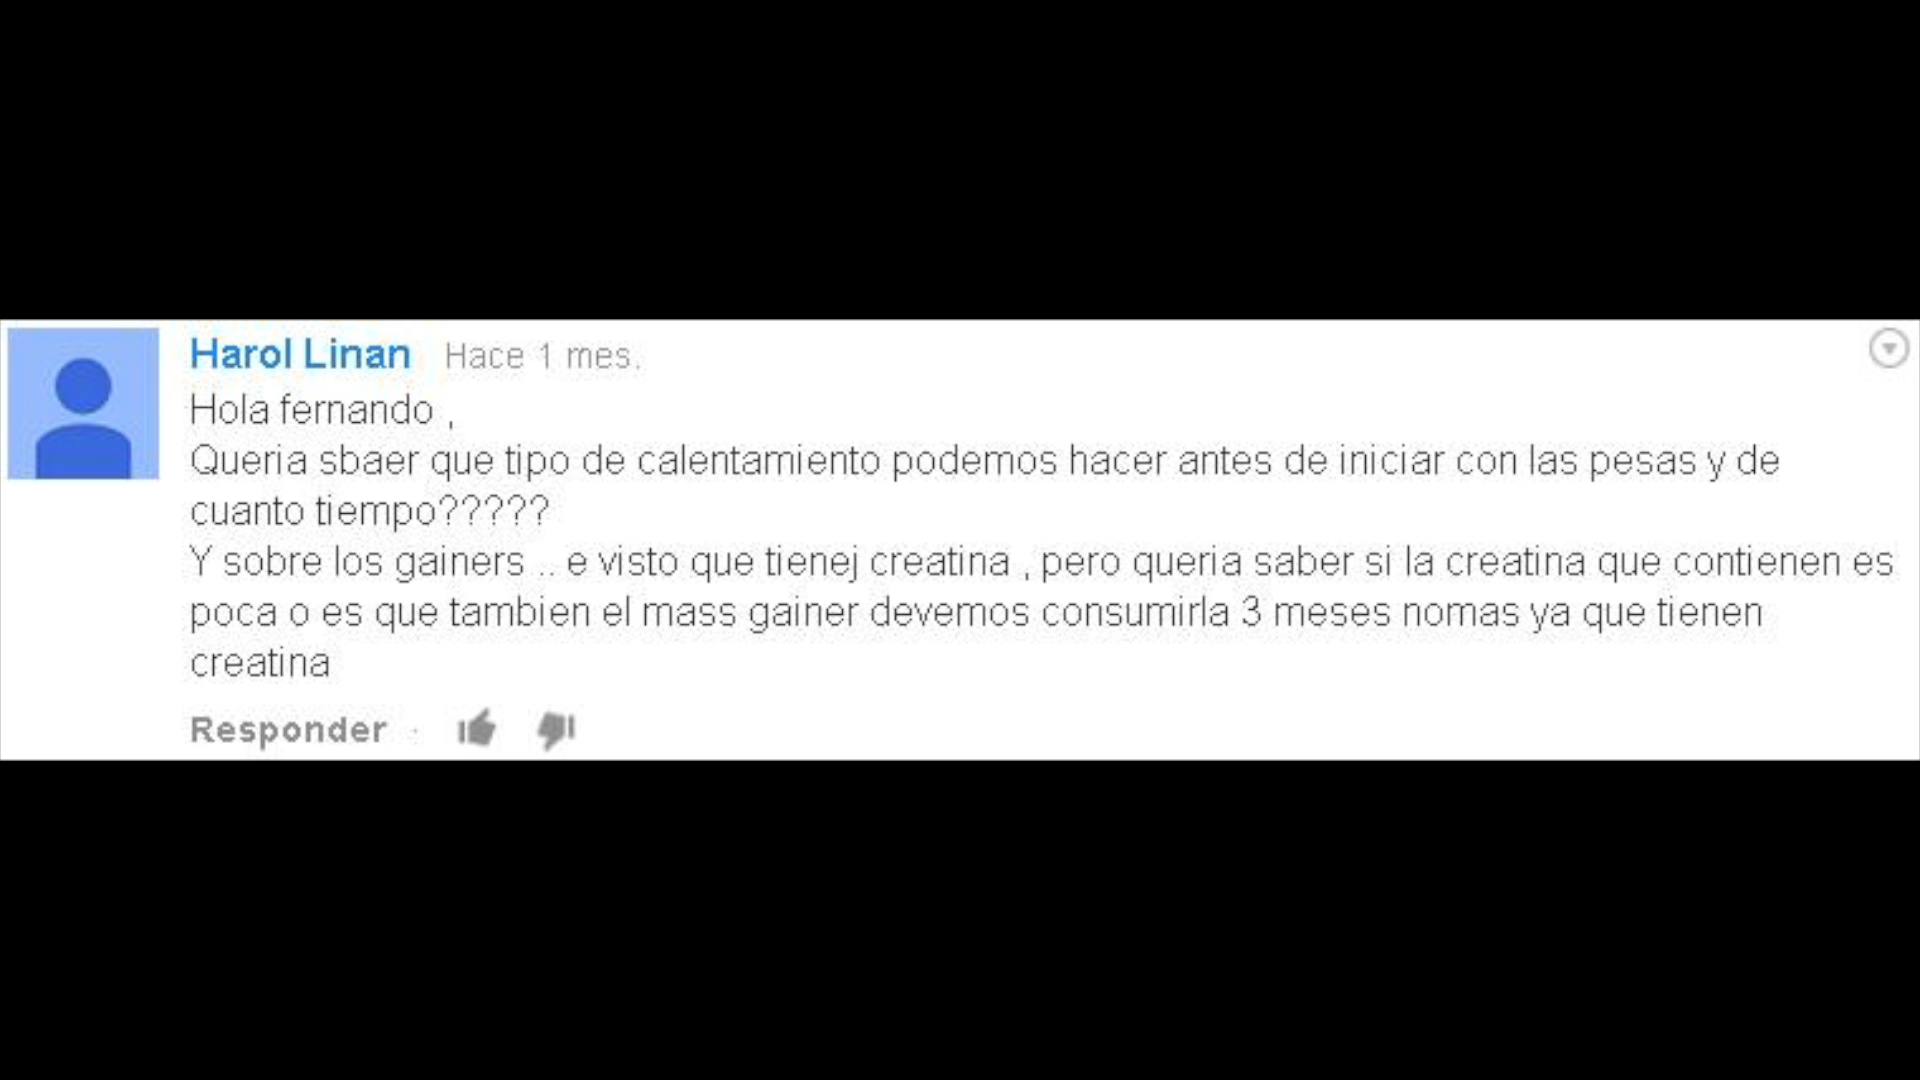 Harol Linan Hace 1 mes.
Hola fernando ,
Queria sbaer que tipo de calentamiento podemos hacer antes de iniciar con las pesas y de
cuanto tiempo?????
Y sobre los gainers .. e visto que tienej creatina , pero queria saber si la creatina que contienen es
poca o es que tambien el mass gainer devemos consumirla 3 meses nomas ya que tienen
creatina
Responder ·